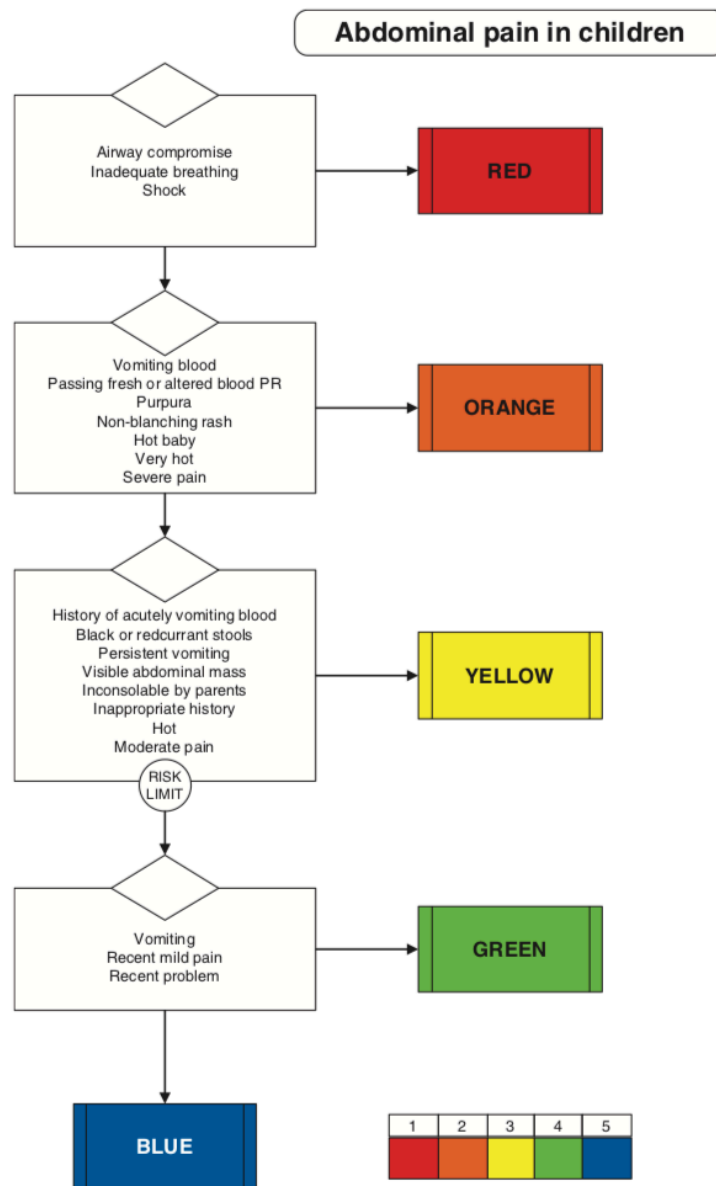 Abdominal pain in children
Airway compromise
Inadequate breathing
Shock
RED
Vomiting blood
Passing fresh or altered blood PR
Purpura
Non-blanching rash
Hot baby
Very hot
Severe pain
ORANGE
History of acutely vomiting blood
Black or redcurrant stools
Persistent vomiting
Visible abdominal mass
Inconsolable by parents
Inappropriate history
Hot
Moderate pain
YELLOW
RISK
LIMIT
Vomiting
Recent mild pain
Recent problem
GREEN
BLUE
1 2 3 4 5